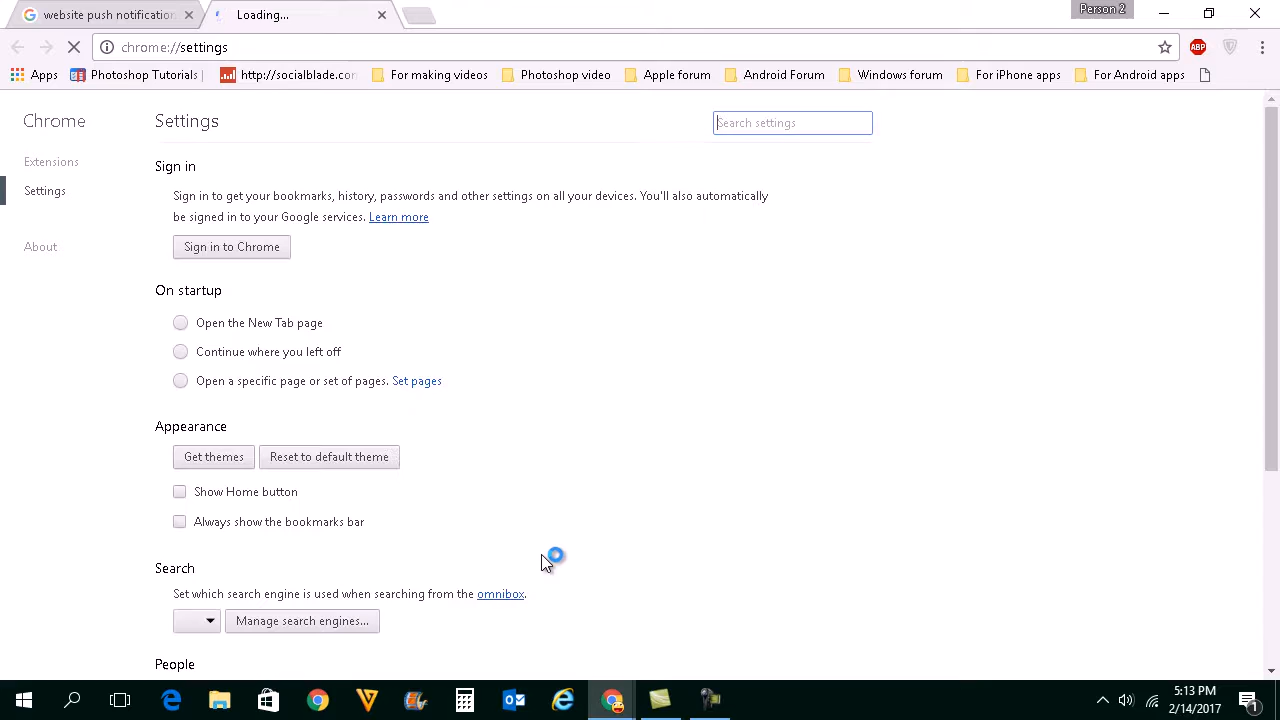 website push notification
Loading...
Person 2
chrome://settings
ABP
Apps
Photoshop Tutorials
http://socialblade.co
For making videos
Photoshop video
Apple forum
Android Forum
Windows forum
For iPhone apps
For Android apps
Chrome
Settings
Search settings
Extensions
Sign in
Settings
Sign in to get your bookmarks, history, passwords and other settings on all your devices. You'll also automatically
be signed in to your Google services. Learn more
About
Sign in to Chrome
On startup
Open the New Tab page
Continue where you left off
Open a specific page or set of pages. Set pages
Appearance
Get themes
Reset to default theme
Show Home button
Always show the bookmarks bar
Search
Set which search engine is used when searching from the omnibox.
Manage search engines...
People
5:13 PM
2/14/2017
1